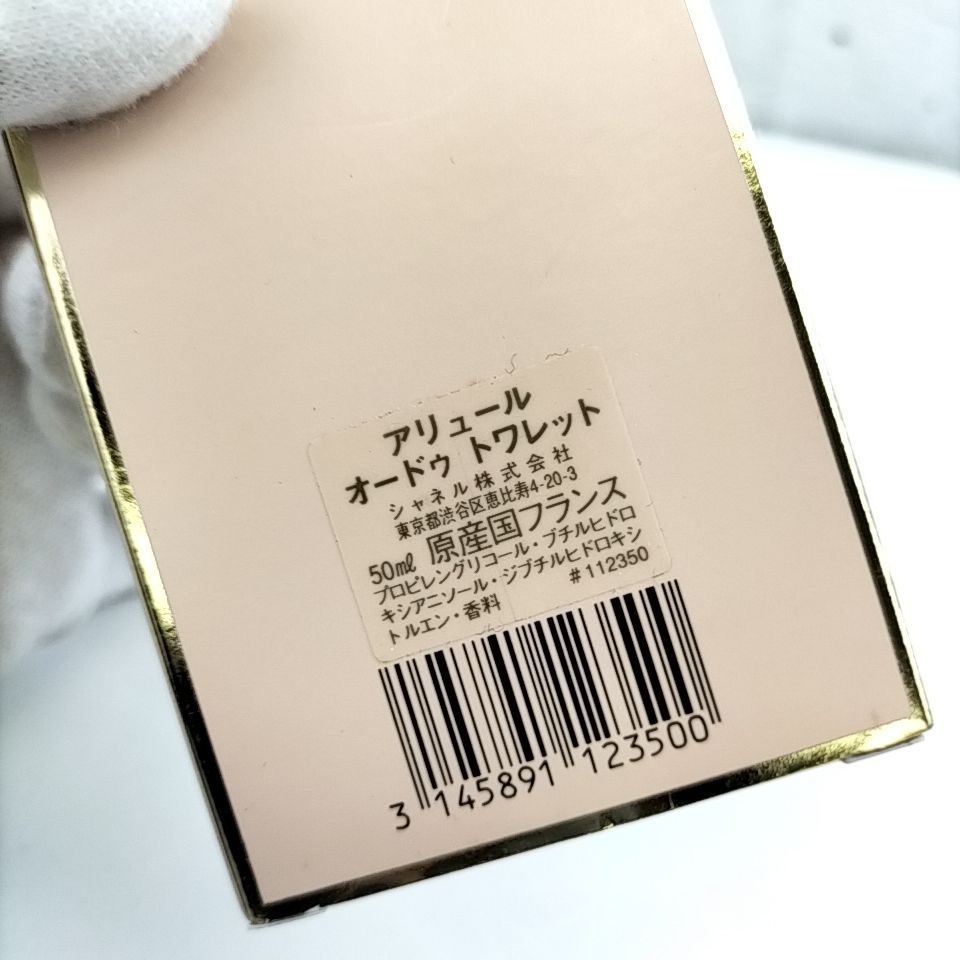 アリュール
オードゥ トワレット
シャネル株式会社
東京都渋谷区恵比寿4-20-3
50㎖ 原産国フランス
プロピレングリコール・ブチルヒドロ
キシアニソール・ジブチルヒドロキシ
トルエン・香料 #112350
3 145891 123500